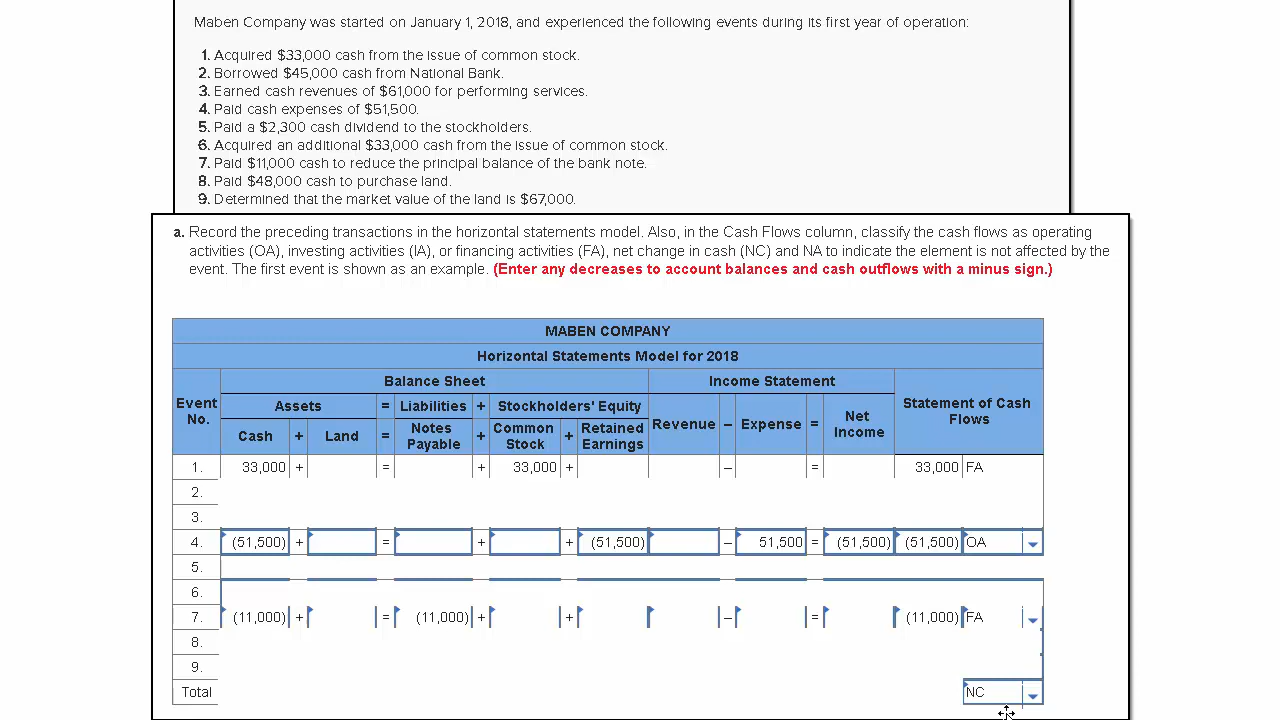 Maben Company was started on January 1, 2018, and experienced the following events during its first year of operation:
1. Acquired $33,000 cash from the issue of common stock.
2. Borrowed $45,000 cash from National Bank.
3. Earned cash revenues of $61,000 for performing services.
4. Paid cash expenses of $51,500.
5. Paid a $2,300 cash dividend to the stockholders.
6. Acquired an additional $33,000 cash from the issue of common stock.
7. Paid $11,000 cash to reduce the principal balance of the bank note.
8. Paid $48,000 cash to purchase land.
9. Determined that the market value of the land is $67,000.
a. Record the preceding transactions in the horizontal statements model. Also, in the Cash Flows column, classify the cash flows as operating
activities (OA), investing activities (IA), or financing activities (FA), net change in cash (NC) and NA to indicate the element is not affected by the
event. The first event is shown as an example. (Enter any decreases to account balances and cash outflows with a minus sign.)
MABEN COMPANY
Horizontal Statements Model for 2018
Event No. Balance Sheet Income Statement Statement of Cash Flows
Assets = Liabilities + Stockholders' Equity Revenue – Expense = Net Income
Cash + Land = Notes Payable + Common Stock + Retained Earnings
1. 33,000 + = + 33,000 + – = 33,000 FA
2.
3.
4. (51,500) + = + + (51,500) – 51,500 = (51,500) (51,500) OA
5.
6.
7. (11,000) + = (11,000) + + – = (11,000) FA
8.
9.
Total NC